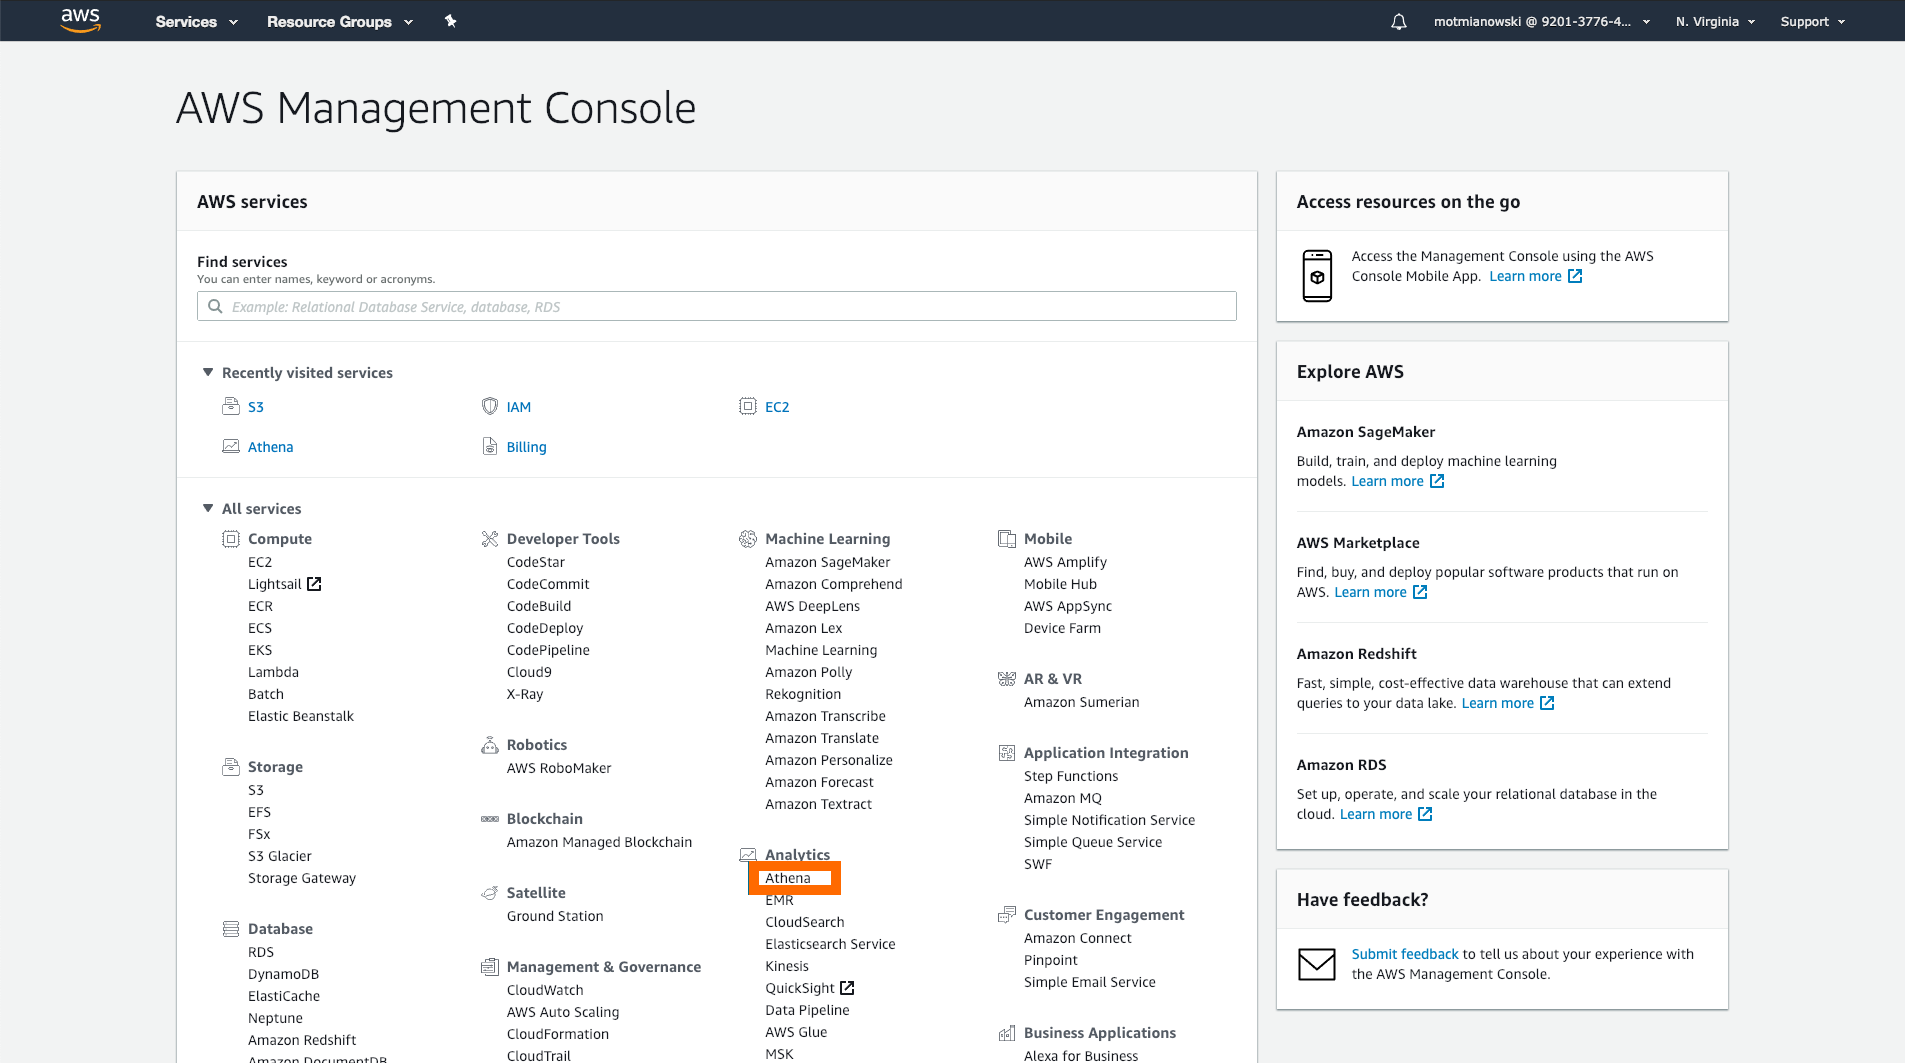 aws
Services
Resource Groups
motmianowski @ 9201-3776-4...
N. Virginia
Support
AWS Management Console
AWS services
Find services
You can enter names, keyword or acronyms.
Example: Relational Database Service, database, RDS
Recently visited services
S3
IAM
EC2
Athena
Billing
All services
Compute
EC2
Lightsail
ECR
ECS
EKS
Lambda
Batch
Elastic Beanstalk
Storage
S3
EFS
FSx
S3 Glacier
Storage Gateway
Database
RDS
DynamoDB
ElastiCache
Neptune
Amazon Redshift
Amazon DocumentDB
Developer Tools
CodeStar
CodeCommit
CodeBuild
CodeDeploy
CodePipeline
Cloud9
X-Ray
Robotics
AWS RoboMaker
Blockchain
Amazon Managed Blockchain
Satellite
Ground Station
Management & Governance
CloudWatch
AWS Auto Scaling
CloudFormation
CloudTrail
Machine Learning
Amazon SageMaker
Amazon Comprehend
AWS DeepLens
Amazon Lex
Machine Learning
Amazon Polly
Rekognition
Amazon Transcribe
Amazon Translate
Amazon Personalize
Amazon Forecast
Amazon Textract
Analytics
Athena
EMR
CloudSearch
Elasticsearch Service
Kinesis
QuickSight
Data Pipeline
AWS Glue
MSK
Mobile
AWS Amplify
Mobile Hub
AWS AppSync
Device Farm
AR & VR
Amazon Sumerian
Application Integration
Step Functions
Amazon MQ
Simple Notification Service
Simple Queue Service
SWF
Customer Engagement
Amazon Connect
Pinpoint
Simple Email Service
Business Applications
Alexa for Business
Access resources on the go
Access the Management Console using the AWS
Console Mobile App. Learn more
Explore AWS
Amazon SageMaker
Build, train, and deploy machine learning
models. Learn more
AWS Marketplace
Find, buy, and deploy popular software products that run on
AWS. Learn more
Amazon Redshift
Fast, simple, cost-effective data warehouse that can extend
queries to your data lake. Learn more
Amazon RDS
Set up, operate, and scale your relational database in the
cloud. Learn more
Have feedback?
Submit feedback to tell us about your experience with
the AWS Management Console.